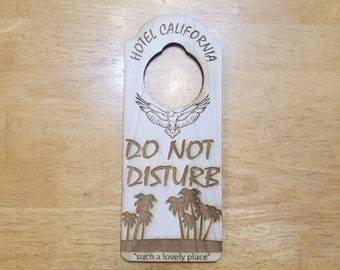 HOTEL CALIFORNIA
DO NOT
DISTURB
"such a lovely place"